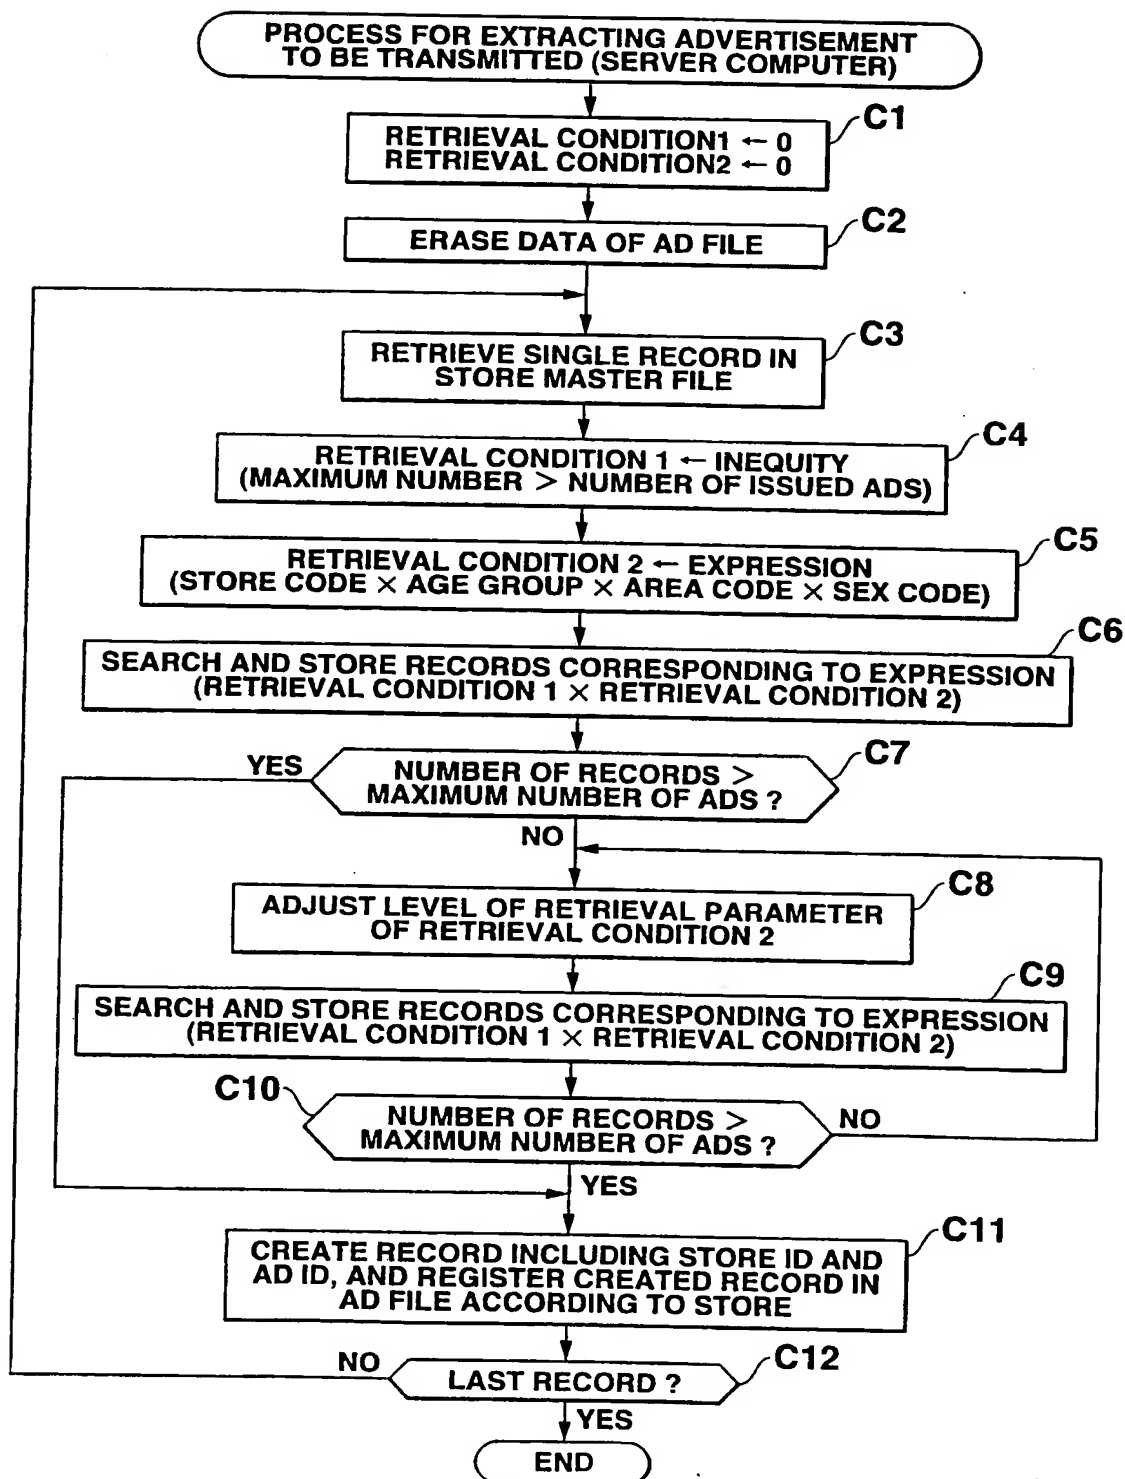 PROCESS FOR EXTRACTING ADVERTISEMENT
TO BE TRANSMITTED (SERVER COMPUTER)
C1
RETRIEVAL CONDITION1 ← 0
RETRIEVAL CONDITION2 ← 0
C2
ERASE DATA OF AD FILE
C3
RETRIEVE SINGLE RECORD IN
STORE MASTER FILE
C4
RETRIEVAL CONDITION 1 ← INEQUITY
(MAXIMUM NUMBER > NUMBER OF ISSUED ADS)
C5
RETRIEVAL CONDITION 2 ← EXPRESSION
(STORE CODE × AGE GROUP × AREA CODE × SEX CODE)
C6
SEARCH AND STORE RECORDS CORRESPONDING TO EXPRESSION
(RETRIEVAL CONDITION 1 × RETRIEVAL CONDITION 2)
C7
YES
NUMBER OF RECORDS >
MAXIMUM NUMBER OF ADS ?
NO
C8
ADJUST LEVEL OF RETRIEVAL PARAMETER
OF RETRIEVAL CONDITION 2
C9
SEARCH AND STORE RECORDS CORRESPONDING TO EXPRESSION
(RETRIEVAL CONDITION 1 × RETRIEVAL CONDITION 2)
C10
NUMBER OF RECORDS >
MAXIMUM NUMBER OF ADS ?
NO
YES
C11
CREATE RECORD INCLUDING STORE ID AND
AD ID, AND REGISTER CREATED RECORD IN
AD FILE ACCORDING TO STORE
C12
NO
LAST RECORD ?
YES
END